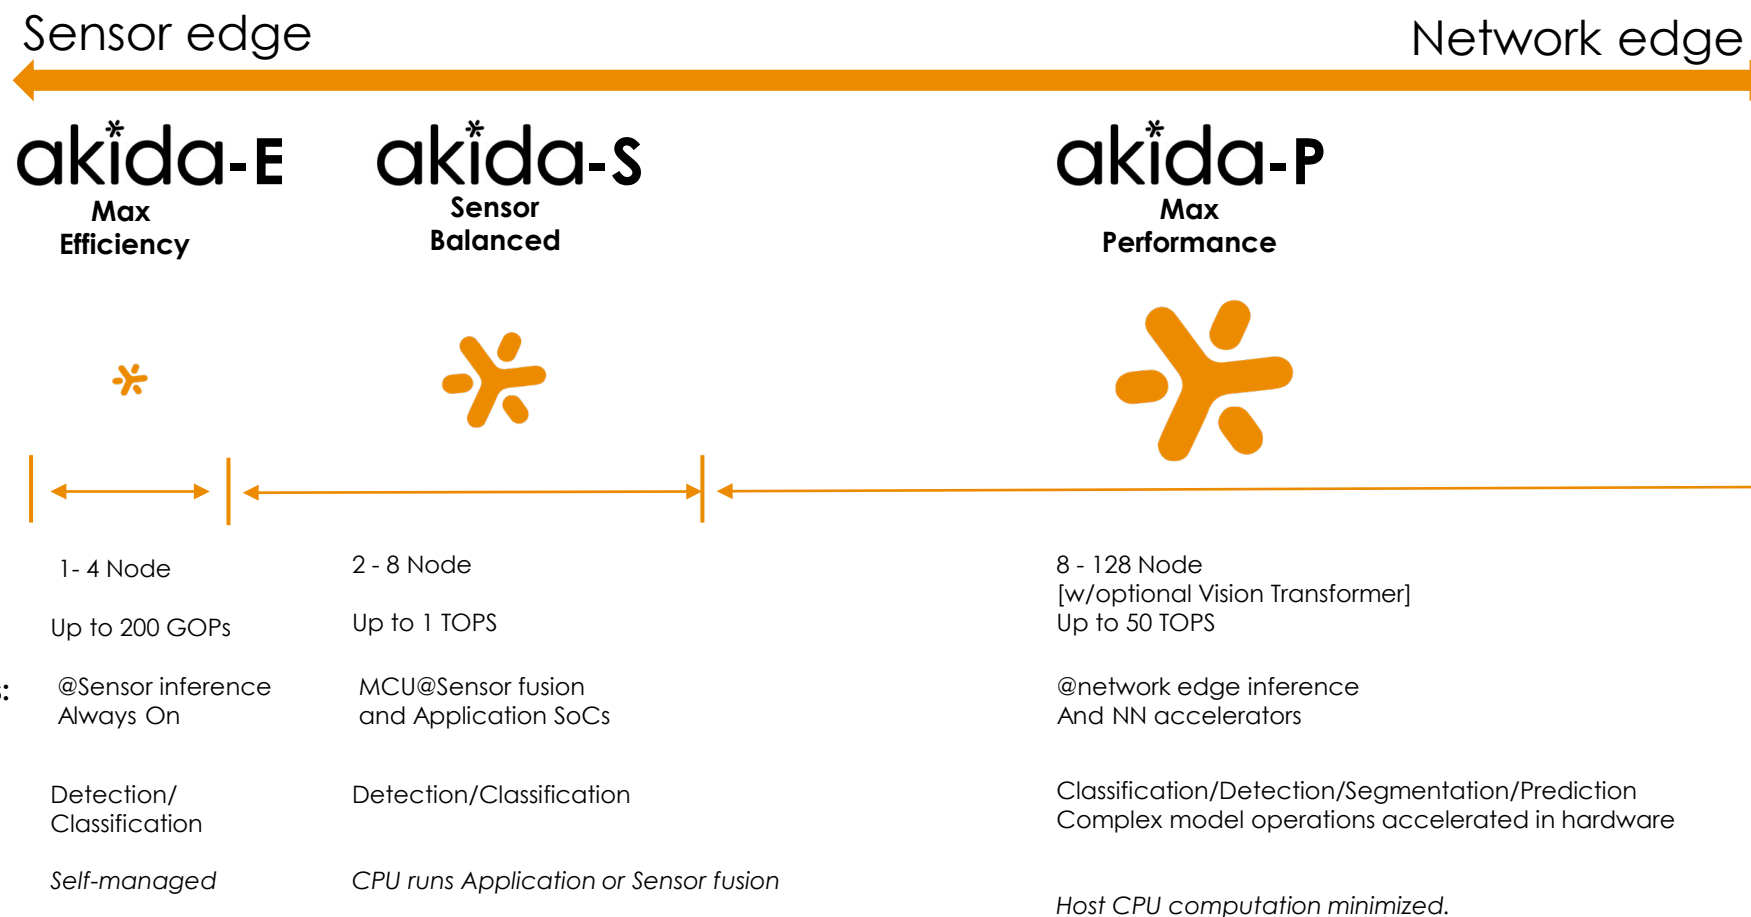 Sensor edge
Network edge
akida-E
Max
Efficiency
akida-S
Sensor
Balanced
akida-P
Max
Performance
1- 4 Node
2 - 8 Node
8 - 128 Node
[w/optional Vision Transformer]
Up to 200 GOPs
Up to 1 TOPS
Up to 50 TOPS
@Sensor inference
Always On
MCU@Sensor fusion
and Application SoCs
@network edge inference
And NN accelerators
Detection/
Classification
Detection/Classification
Classification/Detection/Segmentation/Prediction
Complex model operations accelerated in hardware
Self-managed
CPU runs Application or Sensor fusion
Host CPU computation minimized.